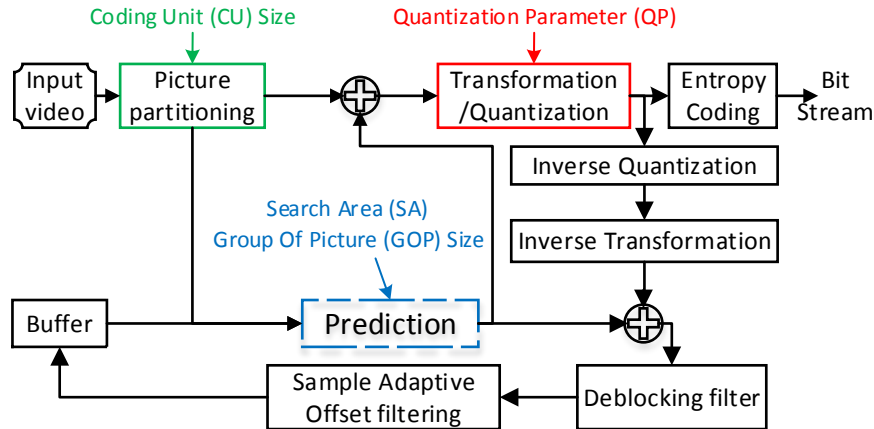 Coding Unit (CU) Size
Quantization Parameter (QP)
Input
video
Picture
partitioning
Transformation
/Quantization
Entropy
Coding
Bit
Stream
Inverse Quantization
Search Area (SA)
Group Of Picture (GOP) Size
Inverse Transformation
Buffer
Prediction
Sample Adaptive
Offset filtering
Deblocking filter